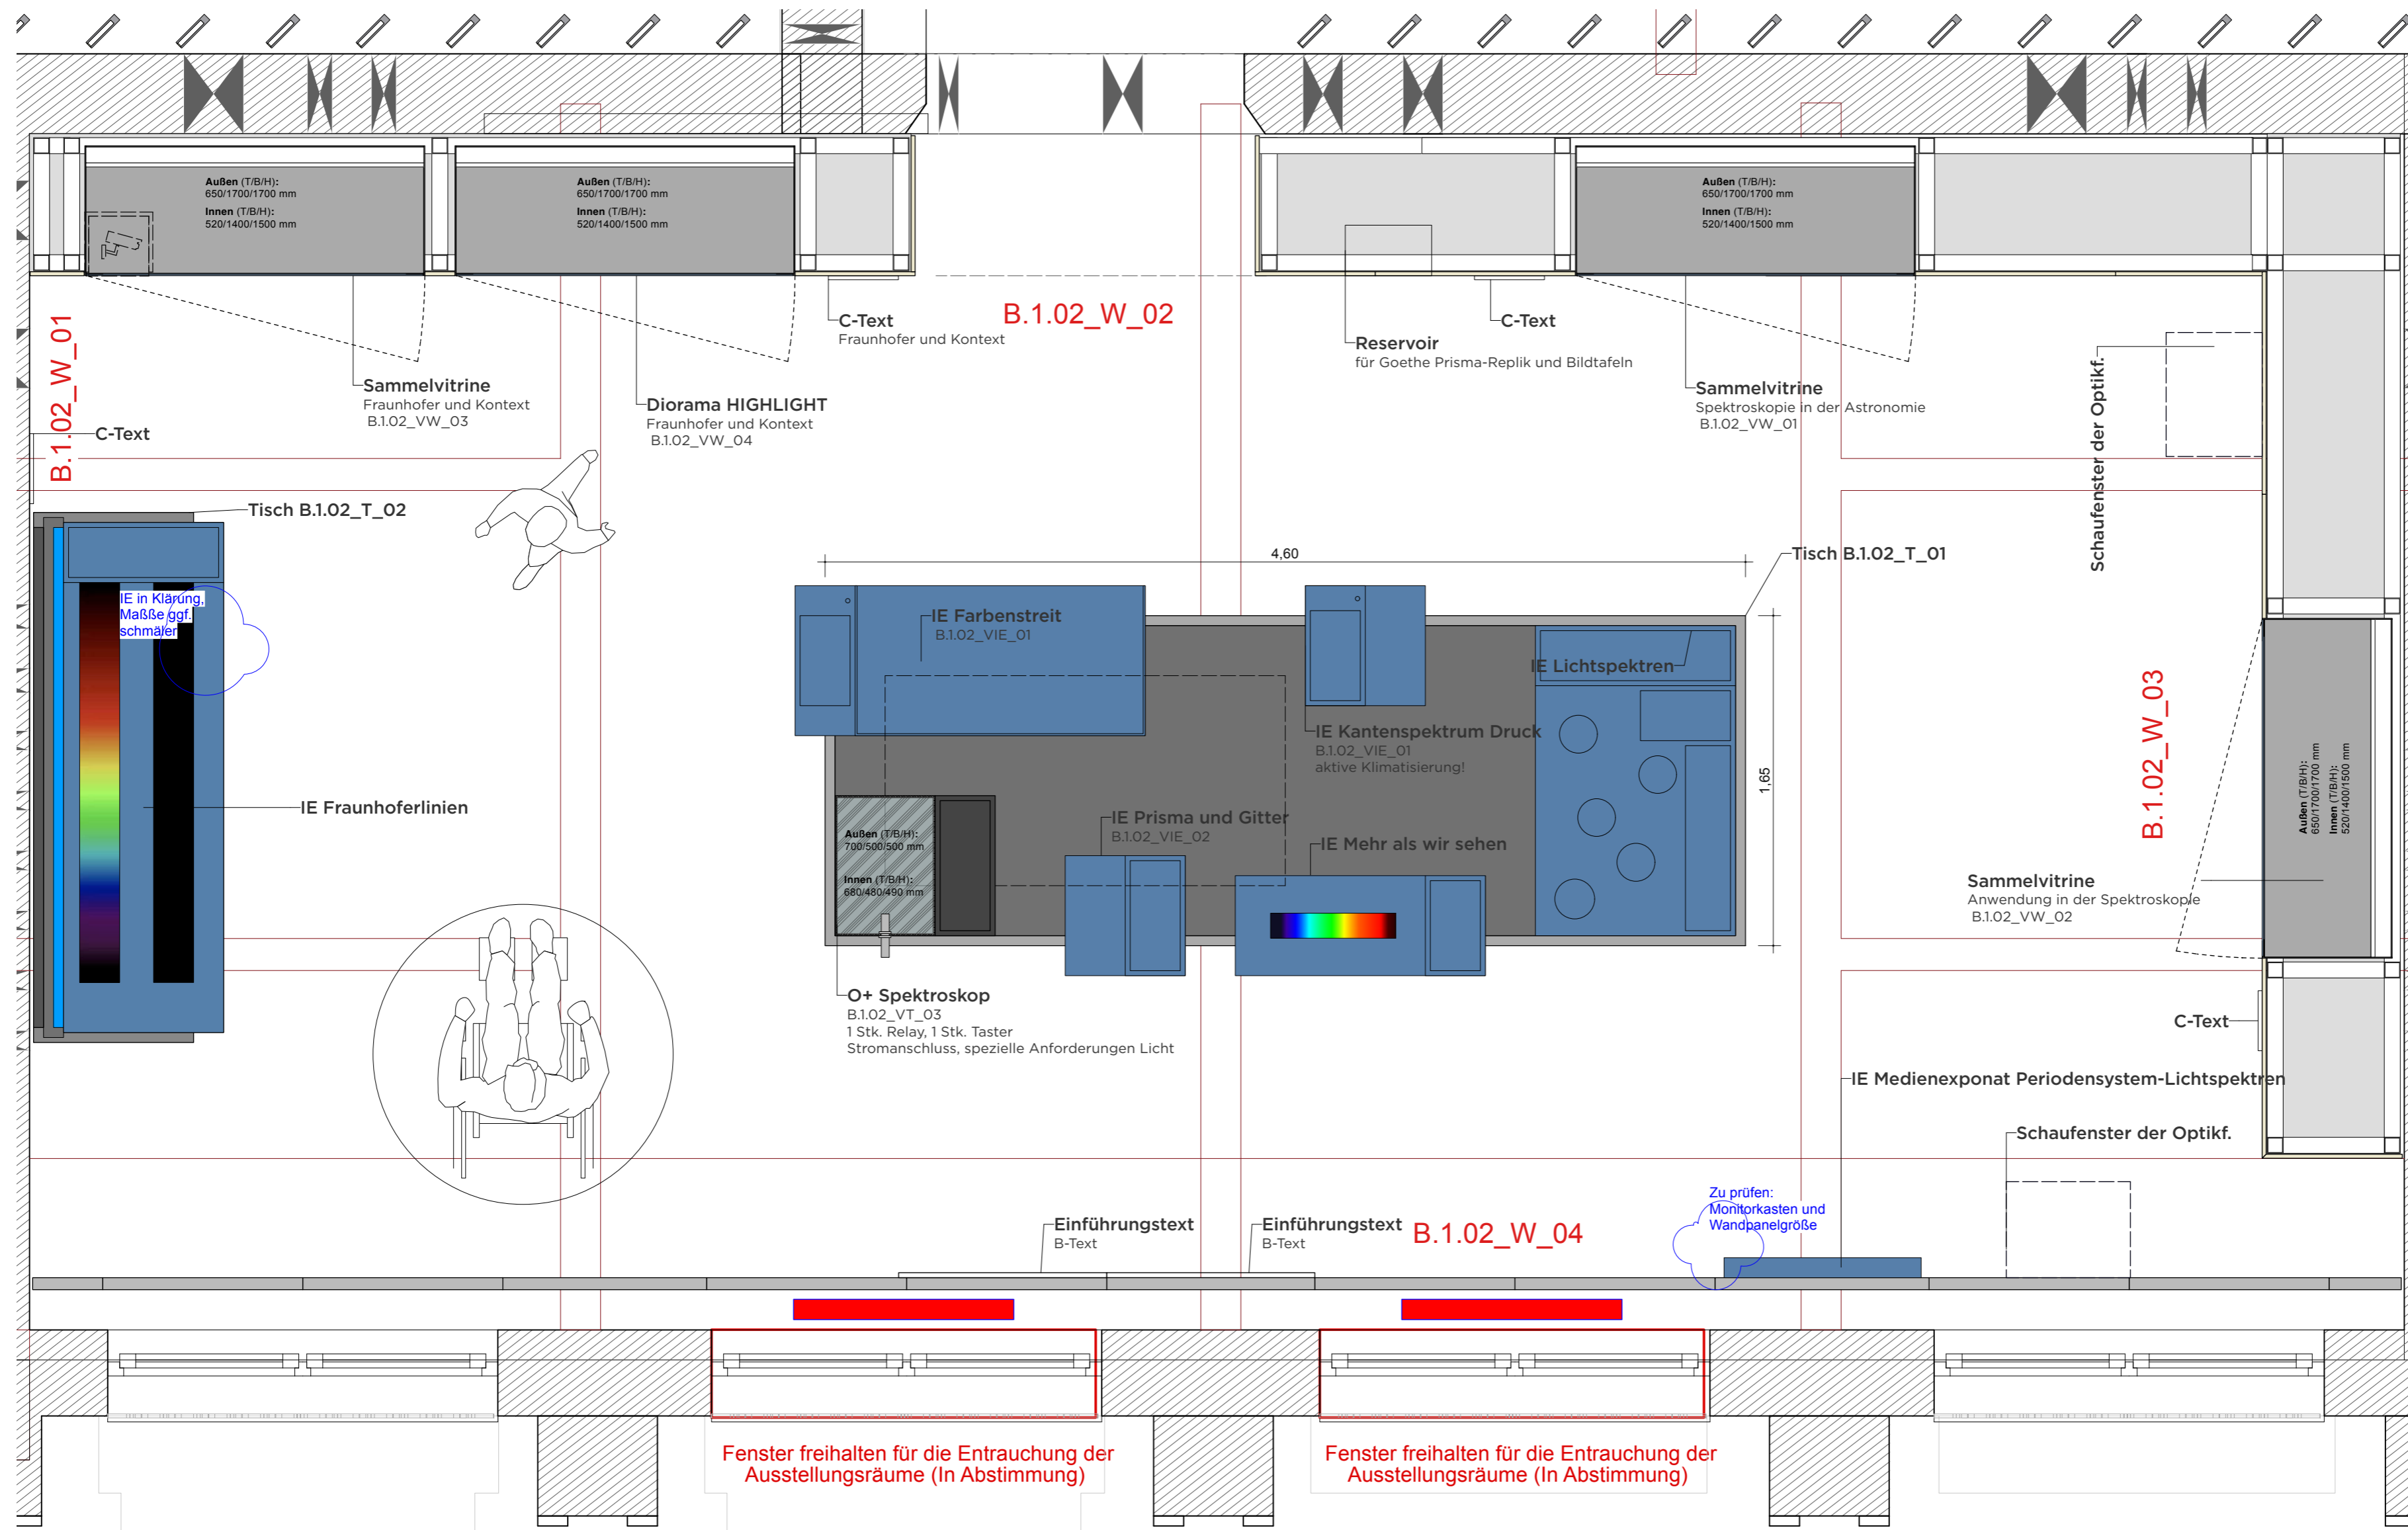 Außen (T/B/H):
650/1700/1700 mm
Innen (T/B/H):
520/1400/1500 mm
Außen (T/B/H):
650/1700/1700 mm
Innen (T/B/H):
520/1400/1500 mm
Außen (T/B/H):
650/1700/1700 mm
Innen (T/B/H):
520/1400/1500 mm
B.1.02_W_01
C-Text
Sammelvitrine
Fraunhofer und Kontext
B.1.02_VW_03
Diorama HIGHLIGHT
Fraunhofer und Kontext
B.1.02_VW_04
C-Text
Fraunhofer und Kontext
B.1.02_W_02
Reservoir
für Goethe Prisma-Replik und Bildtafeln
C-Text
Sammelvitrine
Spektroskopie in der Astronomie
B.1.02_VW_01
Schaufenster der Optikf.
Tisch B.1.02_T_02
IE in Klärung,
Maßße ggf.
schmäler
IE Fraunhoferlinien
4,60
Tisch B.1.02_T_01
1,65
IE Farbenstreit
B.1.02_VIE_01
IE Lichtspektren
IE Kantenspektrum Druck
B.1.02_VIE_01
aktive Klimatisierung!
IE Prisma und Gitter
B.1.02_VIE_02
IE Mehr als wir sehen
Außen (T/B/H):
700/500/500 mm
Innen (T/B/H):
680/480/490 mm
O+ Spektroskop
B.1.02_VT_03
1 Stk. Relay, 1 Stk. Taster
Stromanschluss, spezielle Anforderungen Licht
B.1.02_W_03
Außen (T/B/H):
650/1700/1700 mm
Innen (T/B/H):
520/1400/1500 mm
Sammelvitrine
Anwendung in der Spektroskopie
B.1.02_VW_02
C-Text
IE Medienexponat Periodensystem-Lichtspektren
Schaufenster der Optikf.
Zu prüfen:
Monitorkasten und
Wandpanelgröße
Einführungstext
B-Text
Einführungstext
B-Text
B.1.02_W_04
Fenster freihalten für die Entrauchung der
Ausstellungsräume (In Abstimmung)
Fenster freihalten für die Entrauchung der
Ausstellungsräume (In Abstimmung)